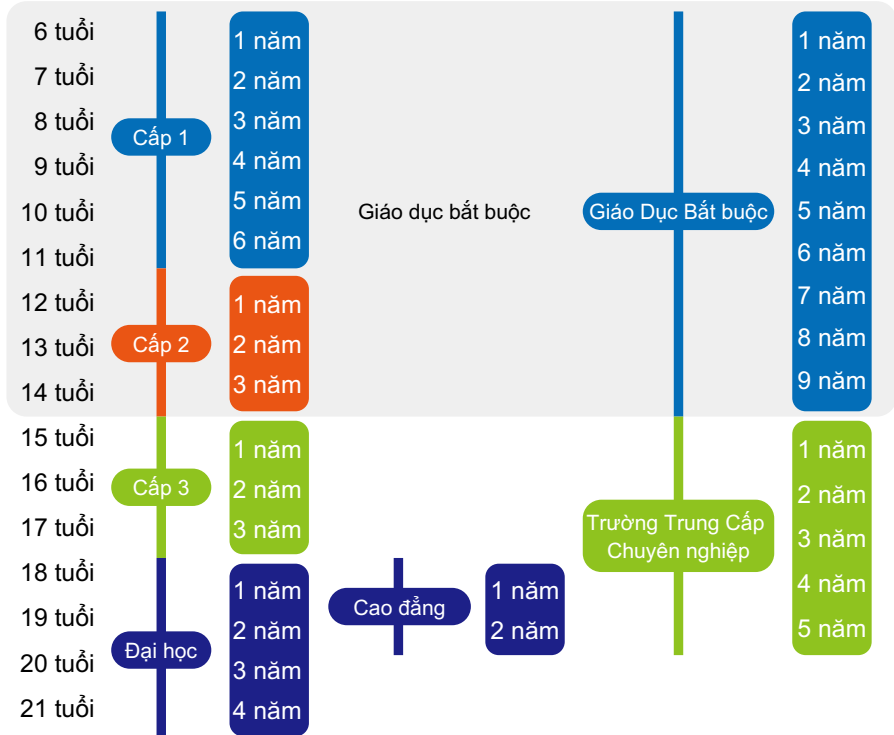 6 tuổi
7 tuổi
8 tuổi
9 tuổi
10 tuổi
11 tuổi
12 tuổi
13 tuổi
14 tuổi
15 tuổi
16 tuổi
17 tuổi
18 tuổi
19 tuổi
20 tuổi
21 tuổi
Cấp 1
Cấp 2
Cấp 3
Đại học
1 năm
2 năm
3 năm
4 năm
5 năm
6 năm
1 năm
2 năm
3 năm
1 năm
2 năm
3 năm
1 năm
2 năm
3 năm
4 năm
Giáo dục bắt buộc
Cao đẳng
1 năm
2 năm
Giáo Dục Bắt buộc
Trường Trung Cấp
Chuyên nghiệp
1 năm
2 năm
3 năm
4 năm
5 năm
6 năm
7 năm
8 năm
9 năm
1 năm
2 năm
3 năm
4 năm
5 năm